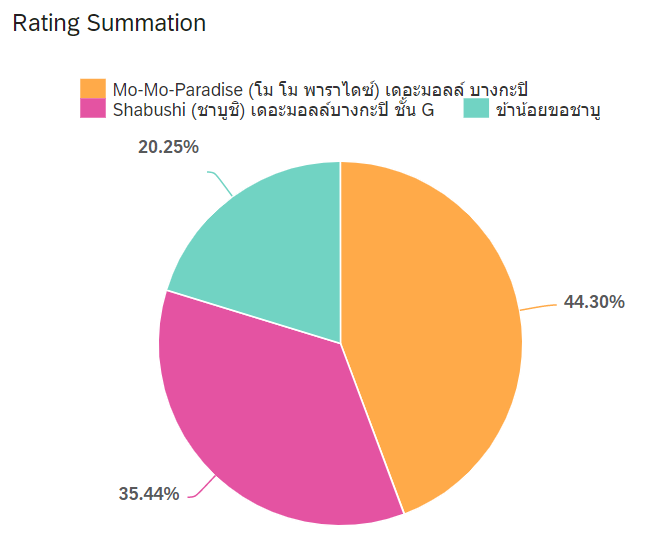 Rating Summation
Mo-Mo-Paradise (โม โม พาราไดซ์) เดอะมอลล์ บางกะปิ
Shabushi (ชาบูชิ) เดอะมอลล์บางกะปิ ชั้น G ข้าน้อยขอชาบู
20.25%
44.30%
35.44%